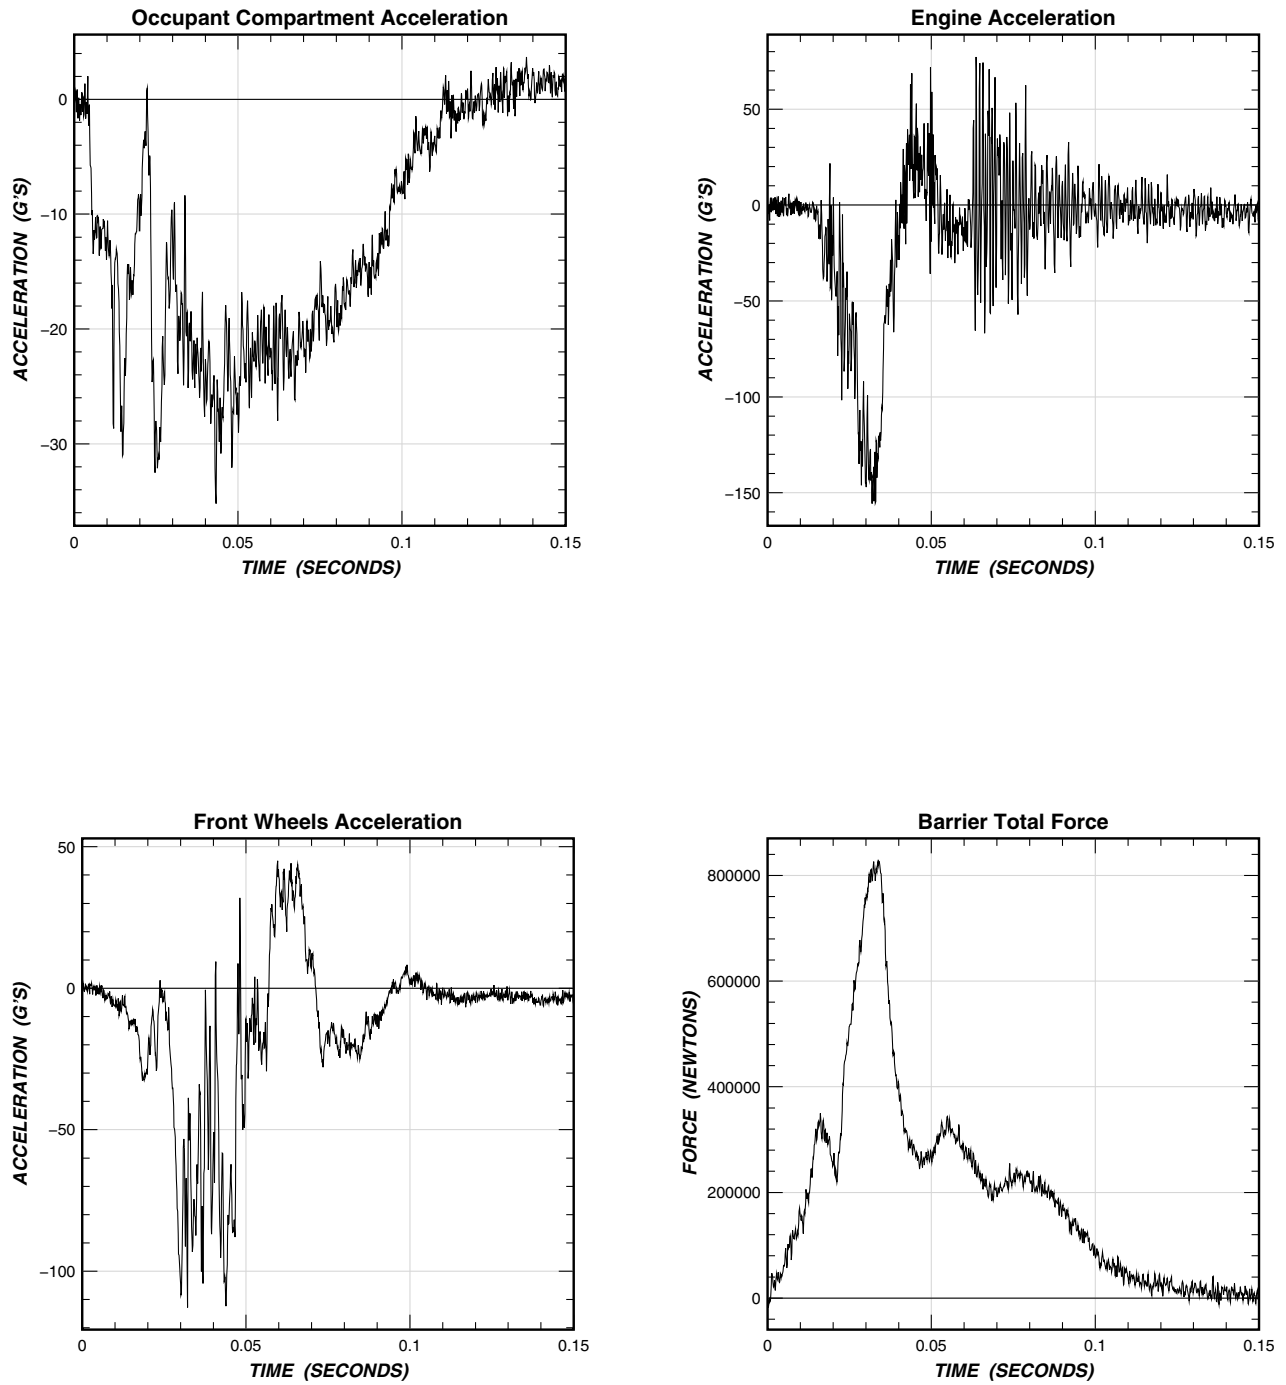 Occupant Compartment Acceleration
ACCELERATION (G'S)
0
−10
−20
−30
0
0.05
0.1
0.15
TIME (SECONDS)
Engine Acceleration
ACCELERATION (G'S)
50
0
−50
−100
−150
0
0.05
0.1
0.15
TIME (SECONDS)
Front Wheels Acceleration
ACCELERATION (G'S)
50
0
−50
−100
0
0.05
0.1
0.15
TIME (SECONDS)
Barrier Total Force
FORCE (NEWTONS)
800000
600000
400000
200000
0
0
0.05
0.1
0.15
TIME (SECONDS)